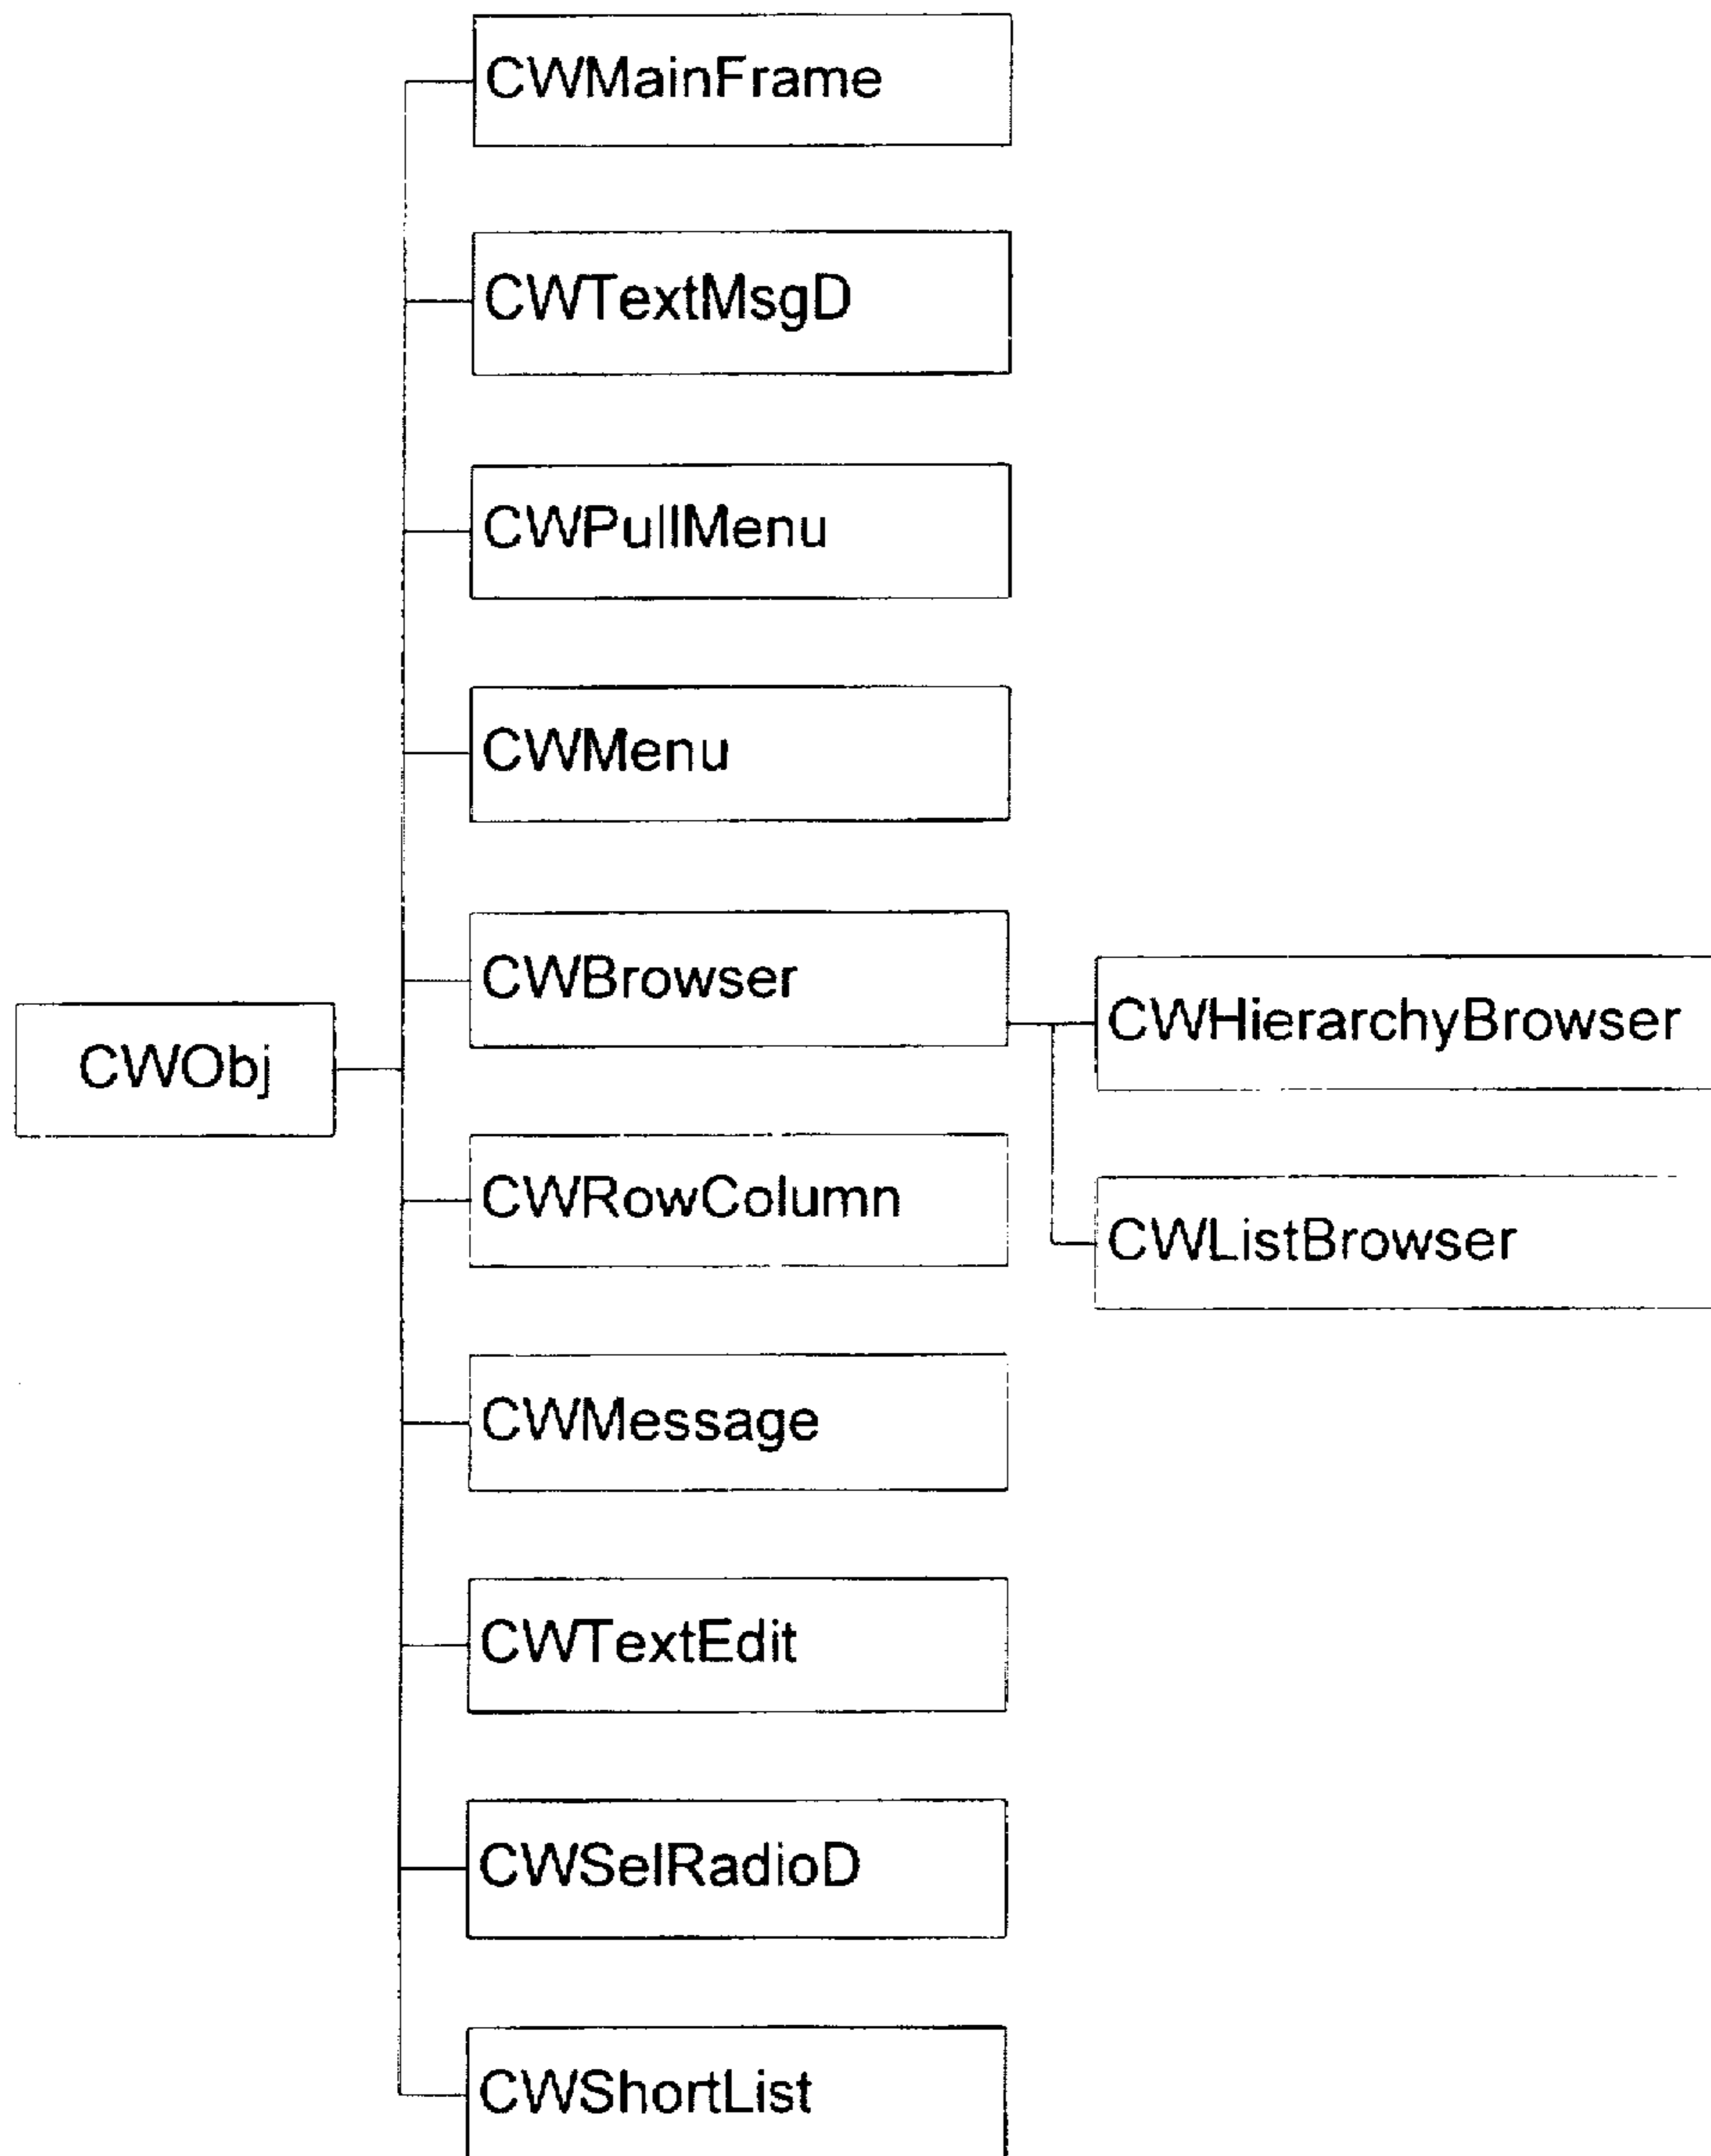 CWMainFrame
CWTextMsgD
CWPullMenu
CWMenu
CWBrowser
CWHierarchyBrowser
CWObj
CWRowColumn
CWListBrowser
CWMessage
CWTextEdit
CWSelRadioD
CWShortList